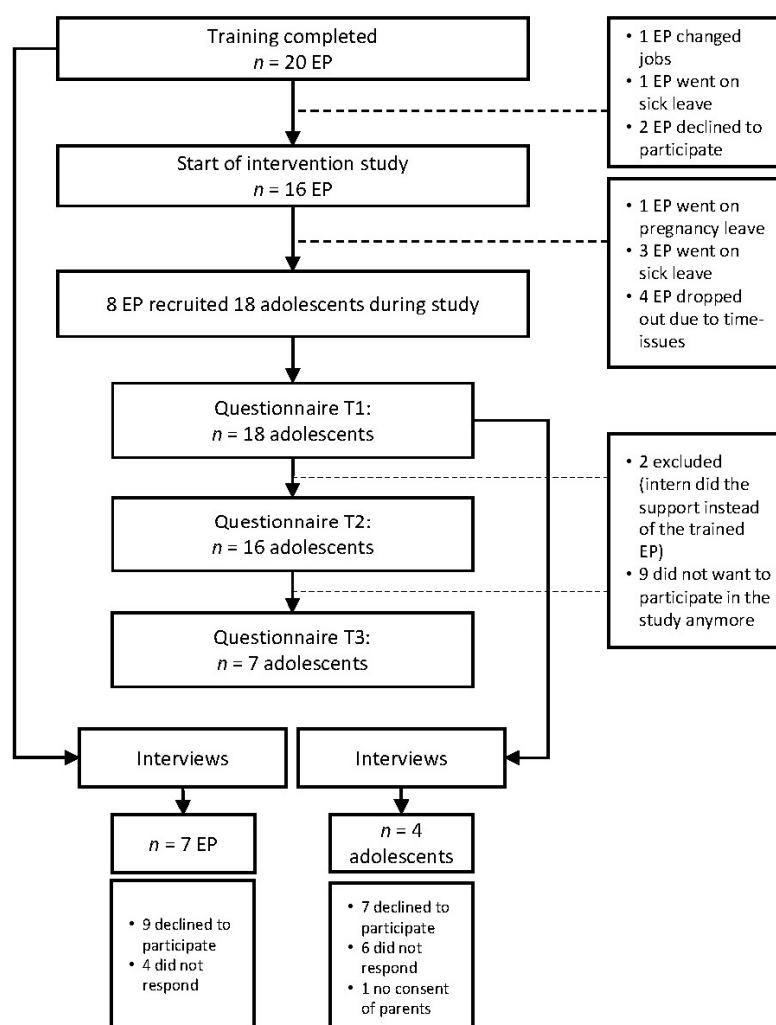 Training completed
n = 20 EP
• 1 EP changed
jobs
• 1 EP went on
sick leave
• 2 EP declined to
participate
Start of intervention study
n = 16 EP
• 1 EP went on
pregnancy leave
• 3 EP went on
sick leave
• 4 EP dropped
out due to time-
issues
8 EP recruited 18 adolescents during study
Questionnaire T1:
n = 18 adolescents
• 2 excluded
(intern did the
support instead
of the trained
EP)
• 9 did not want to
participate in the
study anymore
Questionnaire T2:
n = 16 adolescents
Questionnaire T3:
n = 7 adolescents
Interviews
Interviews
n = 7 EP
n = 4
adolescents
• 9 declined to
participate
• 4 did not
respond
• 7 declined to
participate
• 6 did not
respond
• 1 no consent
of parents